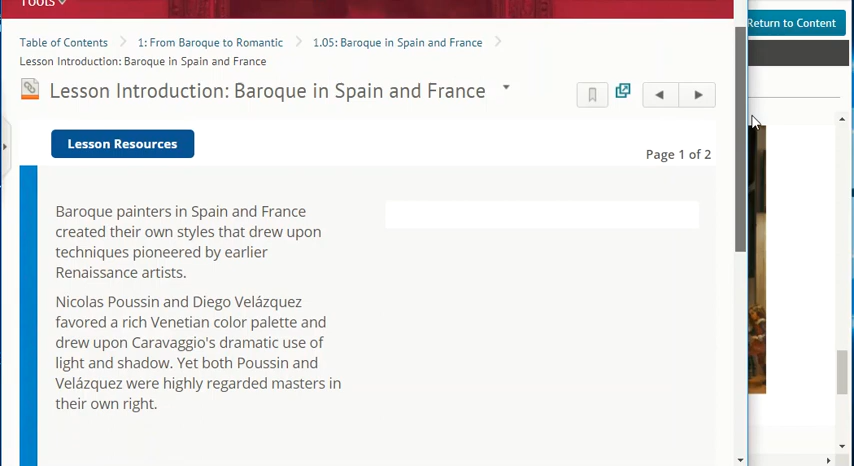 Tools
Return to Content
Table of Contents > 1: From Baroque to Romantic > 1.05: Baroque in Spain and France >
Lesson Introduction: Baroque in Spain and France
Lesson Introduction: Baroque in Spain and France
Lesson Resources
Page 1 of 2
Baroque painters in Spain and France
created their own styles that drew upon
techniques pioneered by earlier
Renaissance artists.
Nicolas Poussin and Diego Velázquez
favored a rich Venetian color palette and
drew upon Caravaggio's dramatic use of
light and shadow. Yet both Poussin and
Velázquez were highly regarded masters in
their own right.